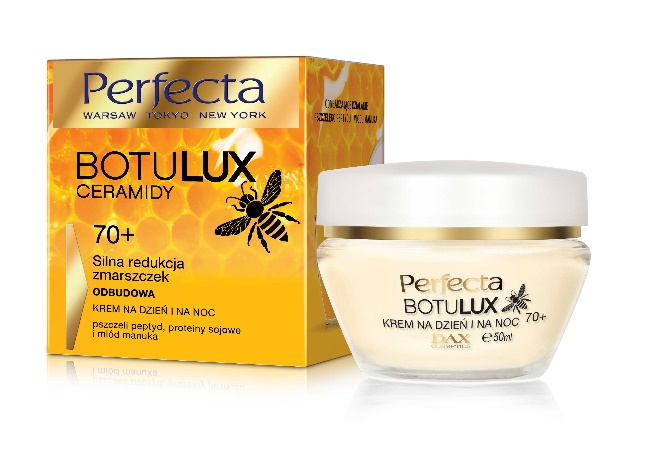 Perfecta
WARSAW TOKYO NEW YORK
BOTULUX
CERAMIDY
70+
Silna redukcja
zmarszczek
ODBUDOWA
KREM NA DZIEŃ I NA NOC
pszczeli peptyd, proteiny sojowe
i miód manuka
Perfecta
BOTULUX
KREM NA DZIEŃ I NA NOC 70+
DAX
COSMETICS
℮50ml